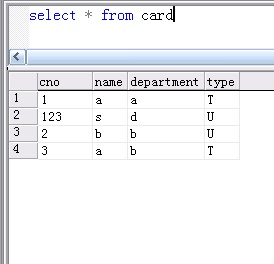 select * from card
cno name department type
1 1 a a T
2 123 s d U
3 2 b b U
4 3 a b T